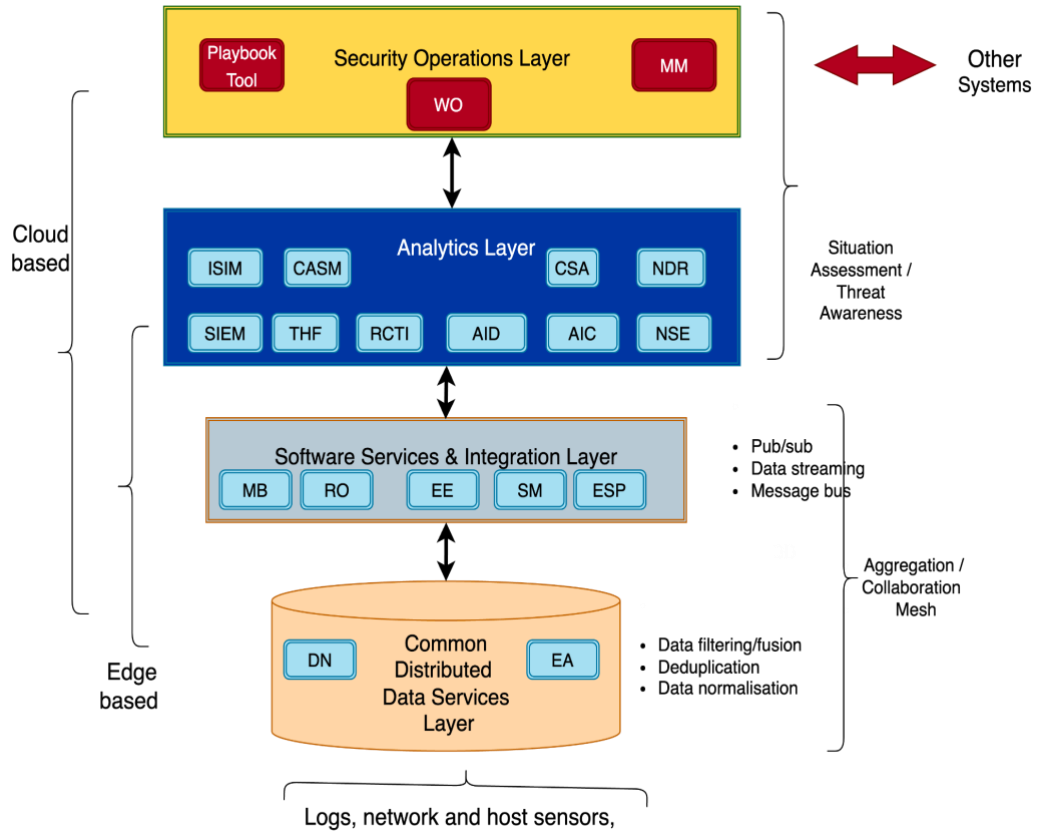 Playbook
Tool
Security Operations Layer
MM
WO
Other
Systems
Cloud
based
Analytics Layer
ISIM
CASM
CSA
NDR
SIEM
THF
RCTI
AID
AIC
NSE
Situation
Assessment /
Threat
Awareness
Software Services & Integration Layer
MB
RO
EE
SM
ESP
• Pub/sub
• Data streaming
• Message bus
Aggregation /
Collaboration
Mesh
Edge
based
DN
Common
Distributed
Data Services
Layer
EA
• Data filtering/fusion
• Deduplication
• Data normalisation
Logs, network and host sensors,